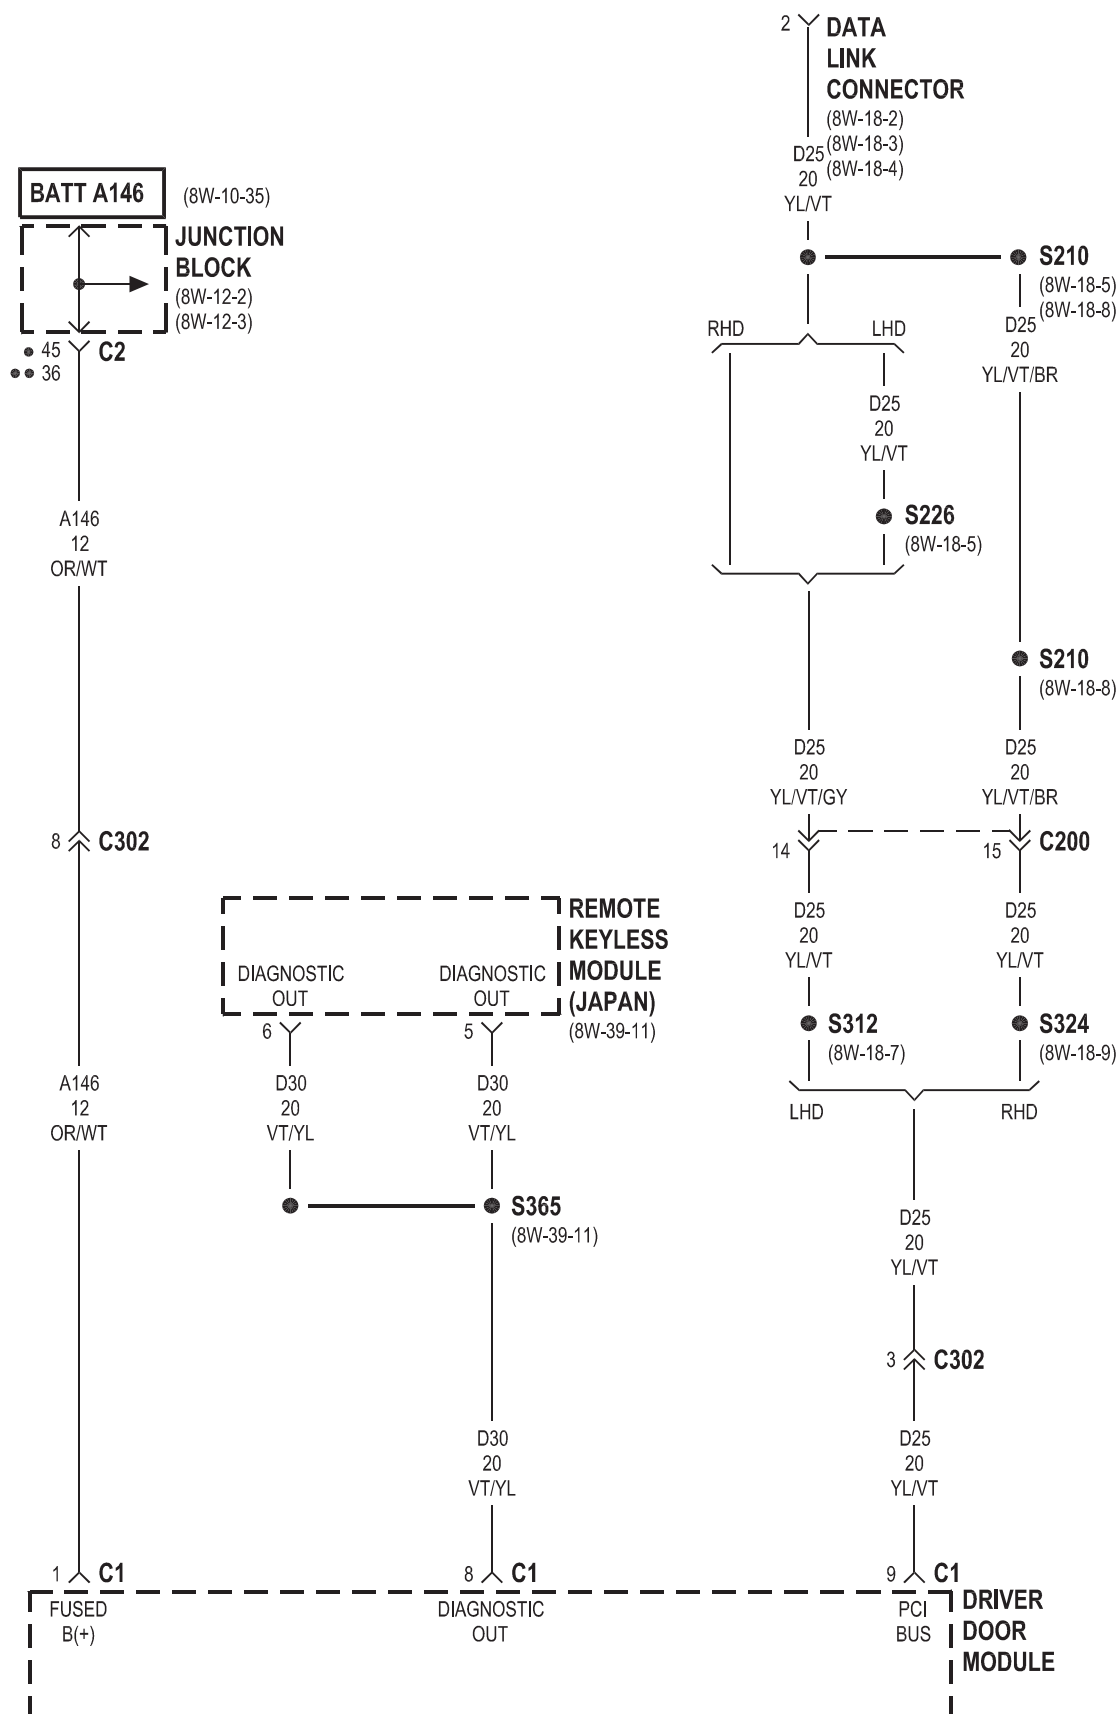 2
DATA
LINK
CONNECTOR
(8W-18-2)
(8W-18-3)
(8W-18-4)
D25
20
YL/VT
BATT A146
(8W-10-35)
JUNCTION
BLOCK
(8W-12-2)
(8W-12-3)
45
36
C2
S210
(8W-18-5)
(8W-18-8)
RHD
LHD
D25
20
YL/VT/BR
D25
20
YL/VT
S226
(8W-18-5)
A146
12
OR/WT
S210
(8W-18-8)
D25
20
YL/VT/GY
D25
20
YL/VT/BR
8
C302
14
15
C200
REMOTE
KEYLESS
MODULE
(JAPAN)
(8W-39-11)
DIAGNOSTIC
OUT
DIAGNOSTIC
OUT
6
5
D25
20
YL/VT
D25
20
YL/VT
S312
(8W-18-7)
S324
(8W-18-9)
A146
12
OR/WT
D30
20
VT/YL
D30
20
VT/YL
LHD
RHD
S365
(8W-39-11)
D25
20
YL/VT
3
C302
D30
20
VT/YL
D25
20
YL/VT
1
C1
8
C1
9
C1
FUSED
B(+)
DIAGNOSTIC
OUT
PCI
BUS
DRIVER
DOOR
MODULE